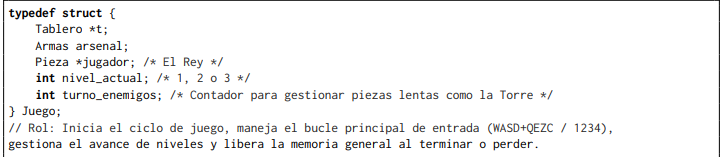 typedef struct {
    Tablero *t;
    Armas arsenal;
    Pieza *jugador; /* El Rey */
    int nivel_actual; /* 1, 2 o 3 */
    int turno_enemigos; /* Contador para gestionar piezas lentas como la Torre */
} Juego;
// Rol: Inicia el ciclo de juego, maneja el bucle principal de entrada (WASD+QEZC / 1234),
gestiona el avance de niveles y libera la memoria general al terminar o perder.